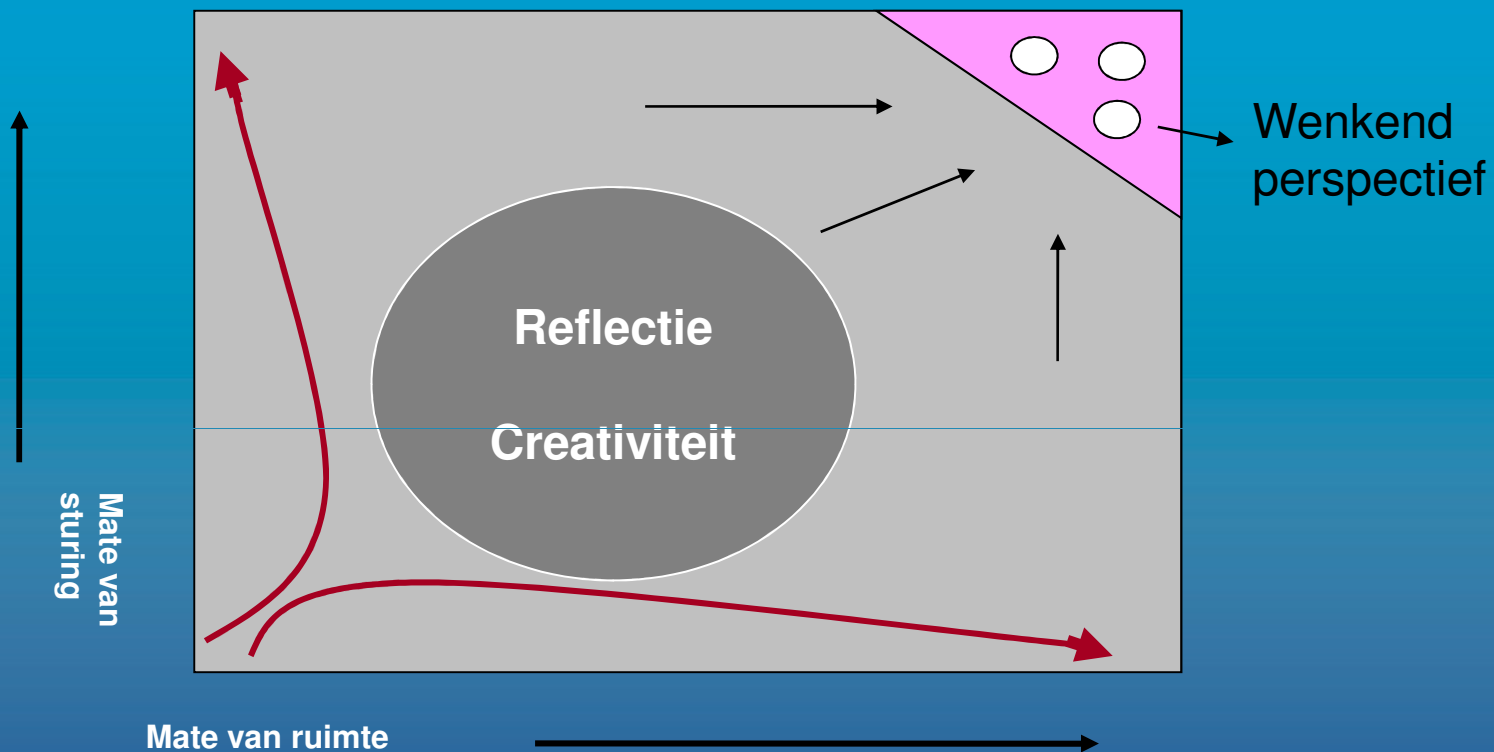 Wenkend
perspectief
Reflectie
Creativiteit
Mate van
sturing
Mate van ruimte